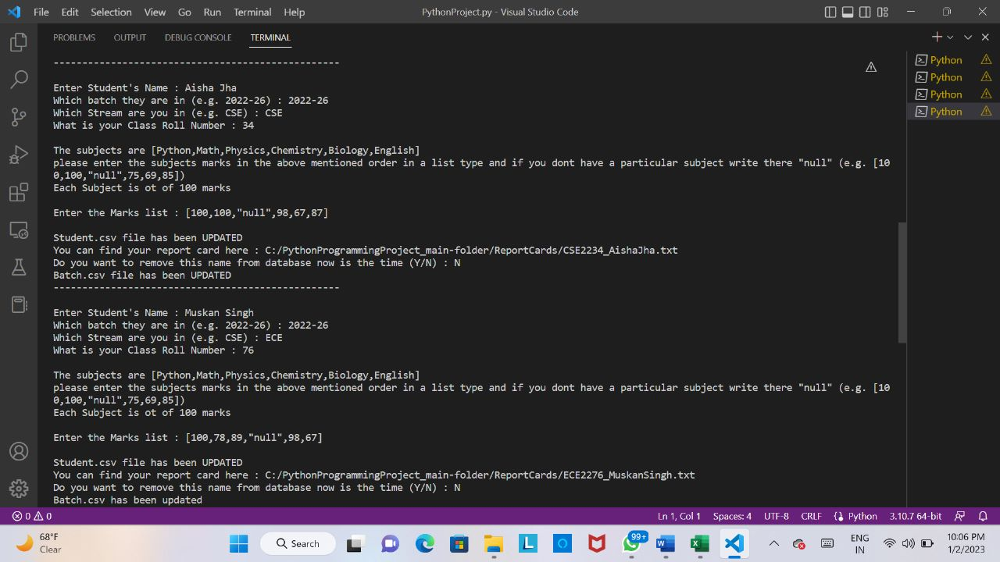 File Edit Selection View Go Run Terminal Help PythonProject.py - Visual Studio Code
PROBLEMS OUTPUT DEBUG CONSOLE TERMINAL
--------------------------------------------------
Enter Student's Name : Aisha Jha
Which batch they are in (e.g. 2022-26) : 2022-26
Which Stream are you in (e.g. CSE) : CSE
What is your Class Roll Number : 34
The subjects are [Python,Math,Physics,Chemistry,Biology,English]
please enter the subjects marks in the above mentioned order in a list type and if you dont have a particular subject write there "null" (e.g. [10
0,100,"null",75,69,85])
Each Subject is ot of 100 marks
Enter the Marks list : [100,100,"null",98,67,87]
Student.csv file has been UPDATED
You can find your report card here : C:/PythonProgrammingProject_main-folder/ReportCards/CSE2234_AishaJha.txt
Do you want to remove this name from database now is the time (Y/N) : N
Batch.csv file has been UPDATED
--------------------------------------------------
Enter Student's Name : Muskan Singh
Which batch they are in (e.g. 2022-26) : 2022-26
Which Stream are you in (e.g. CSE) : ECE
What is your Class Roll Number : 76
The subjects are [Python,Math,Physics,Chemistry,Biology,English]
please enter the subjects marks in the above mentioned order in a list type and if you dont have a particular subject write there "null" (e.g. [10
0,100,"null",75,69,85])
Each Subject is ot of 100 marks
Enter the Marks list : [100,78,89,"null",98,67]
Student.csv file has been UPDATED
You can find your report card here : C:/PythonProgrammingProject_main-folder/ReportCards/ECE2276_MuskanSingh.txt
Do you want to remove this name from database now is the time (Y/N) : N
Batch.csv has been updated
Python
Python
Python
Python
0 0 Ln 1, Col 1 Spaces: 4 UTF-8 CRLF Python 3.10.7 64-bit
68°F
Clear
Search
99+
ENG
IN
10:06 PM
1/2/2023